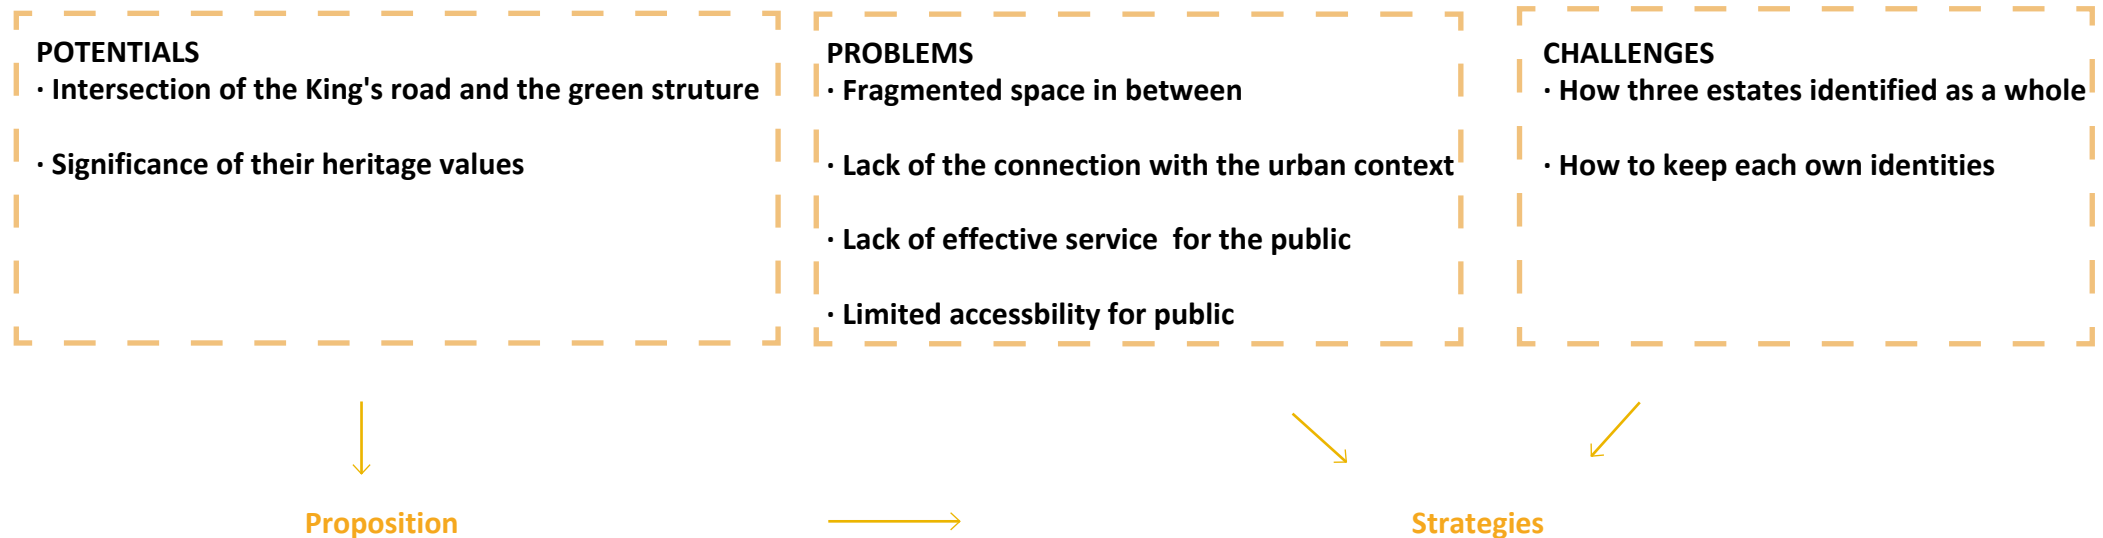 POTENTIALS
· Intersection of the King's road and the green struture
· Significance of their heritage values
PROBLEMS
· Fragmented space in between
· Lack of the connection with the urban context
· Lack of effective service  for the public
· Limited accessbility for public
CHALLENGES
· How three estates identified as a whole
· How to keep each own identities
Proposition
Strategies